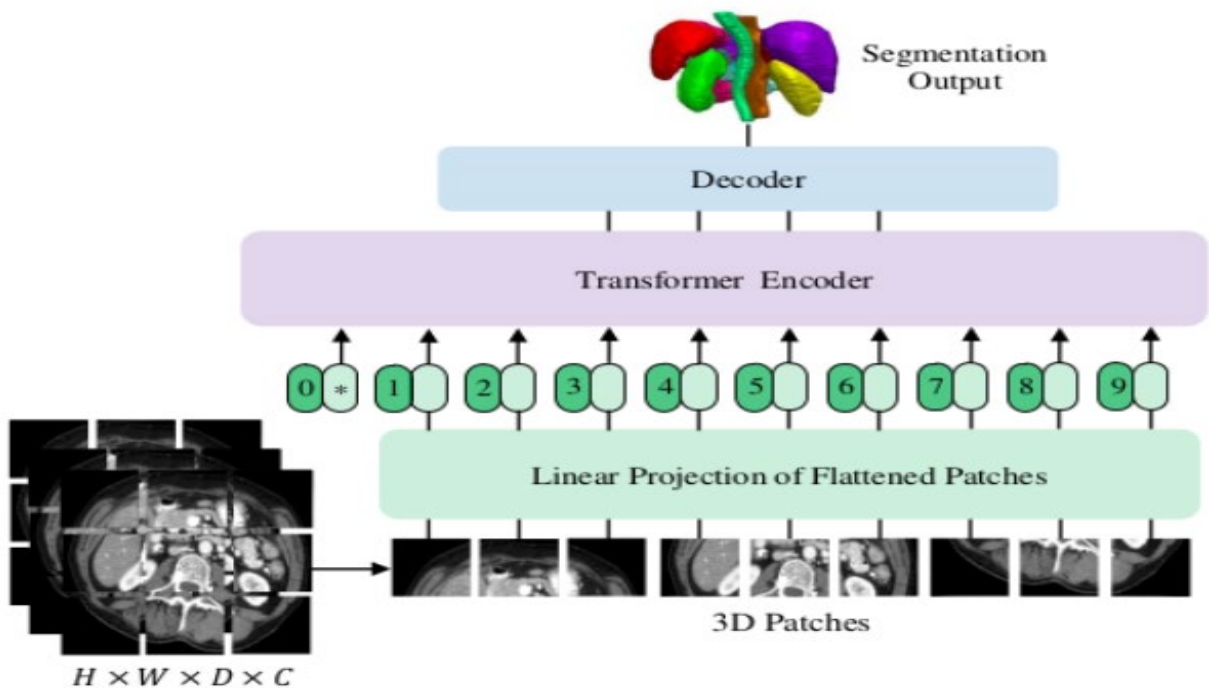 Segmentation
Output
Decoder
Transformer Encoder
0 * 1 2 3 4 5 6 7 8 9
Linear Projection of Flattened Patches
3D Patches
H × W × D × C